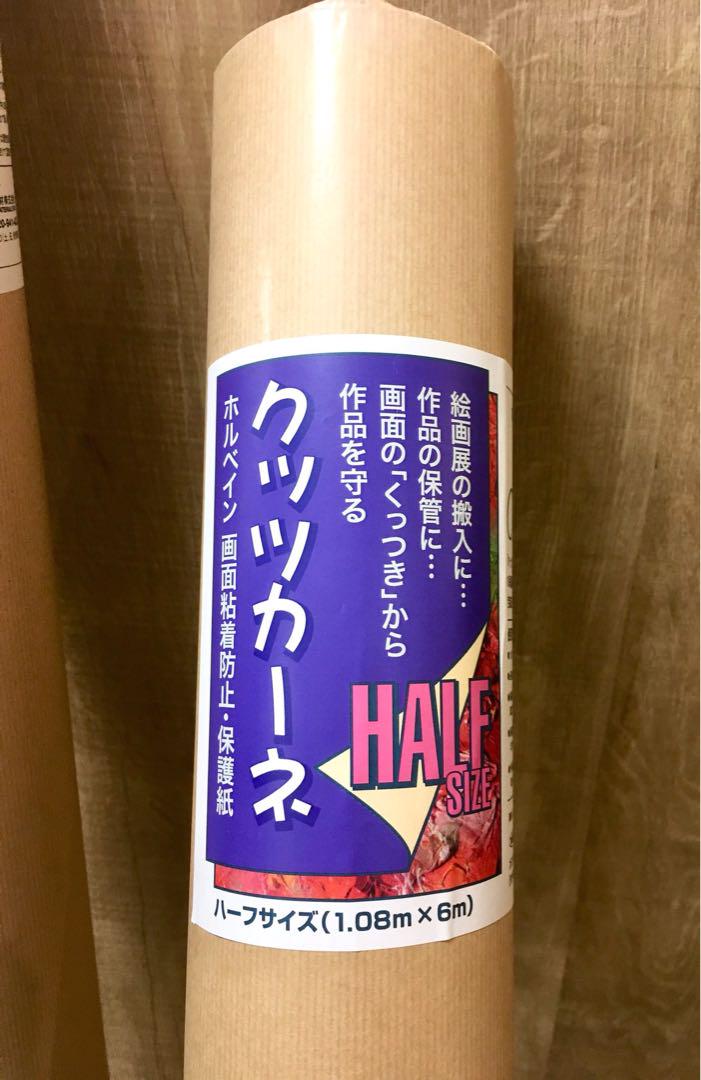 絵画展の搬入に…
作品の保管に…
画面の「くっつき」から
作品を守る
クッツカーネ
ホルベイン 画面粘着防止・保護紙
HALF
SIZE
ハーフサイズ(1.08m×6m)